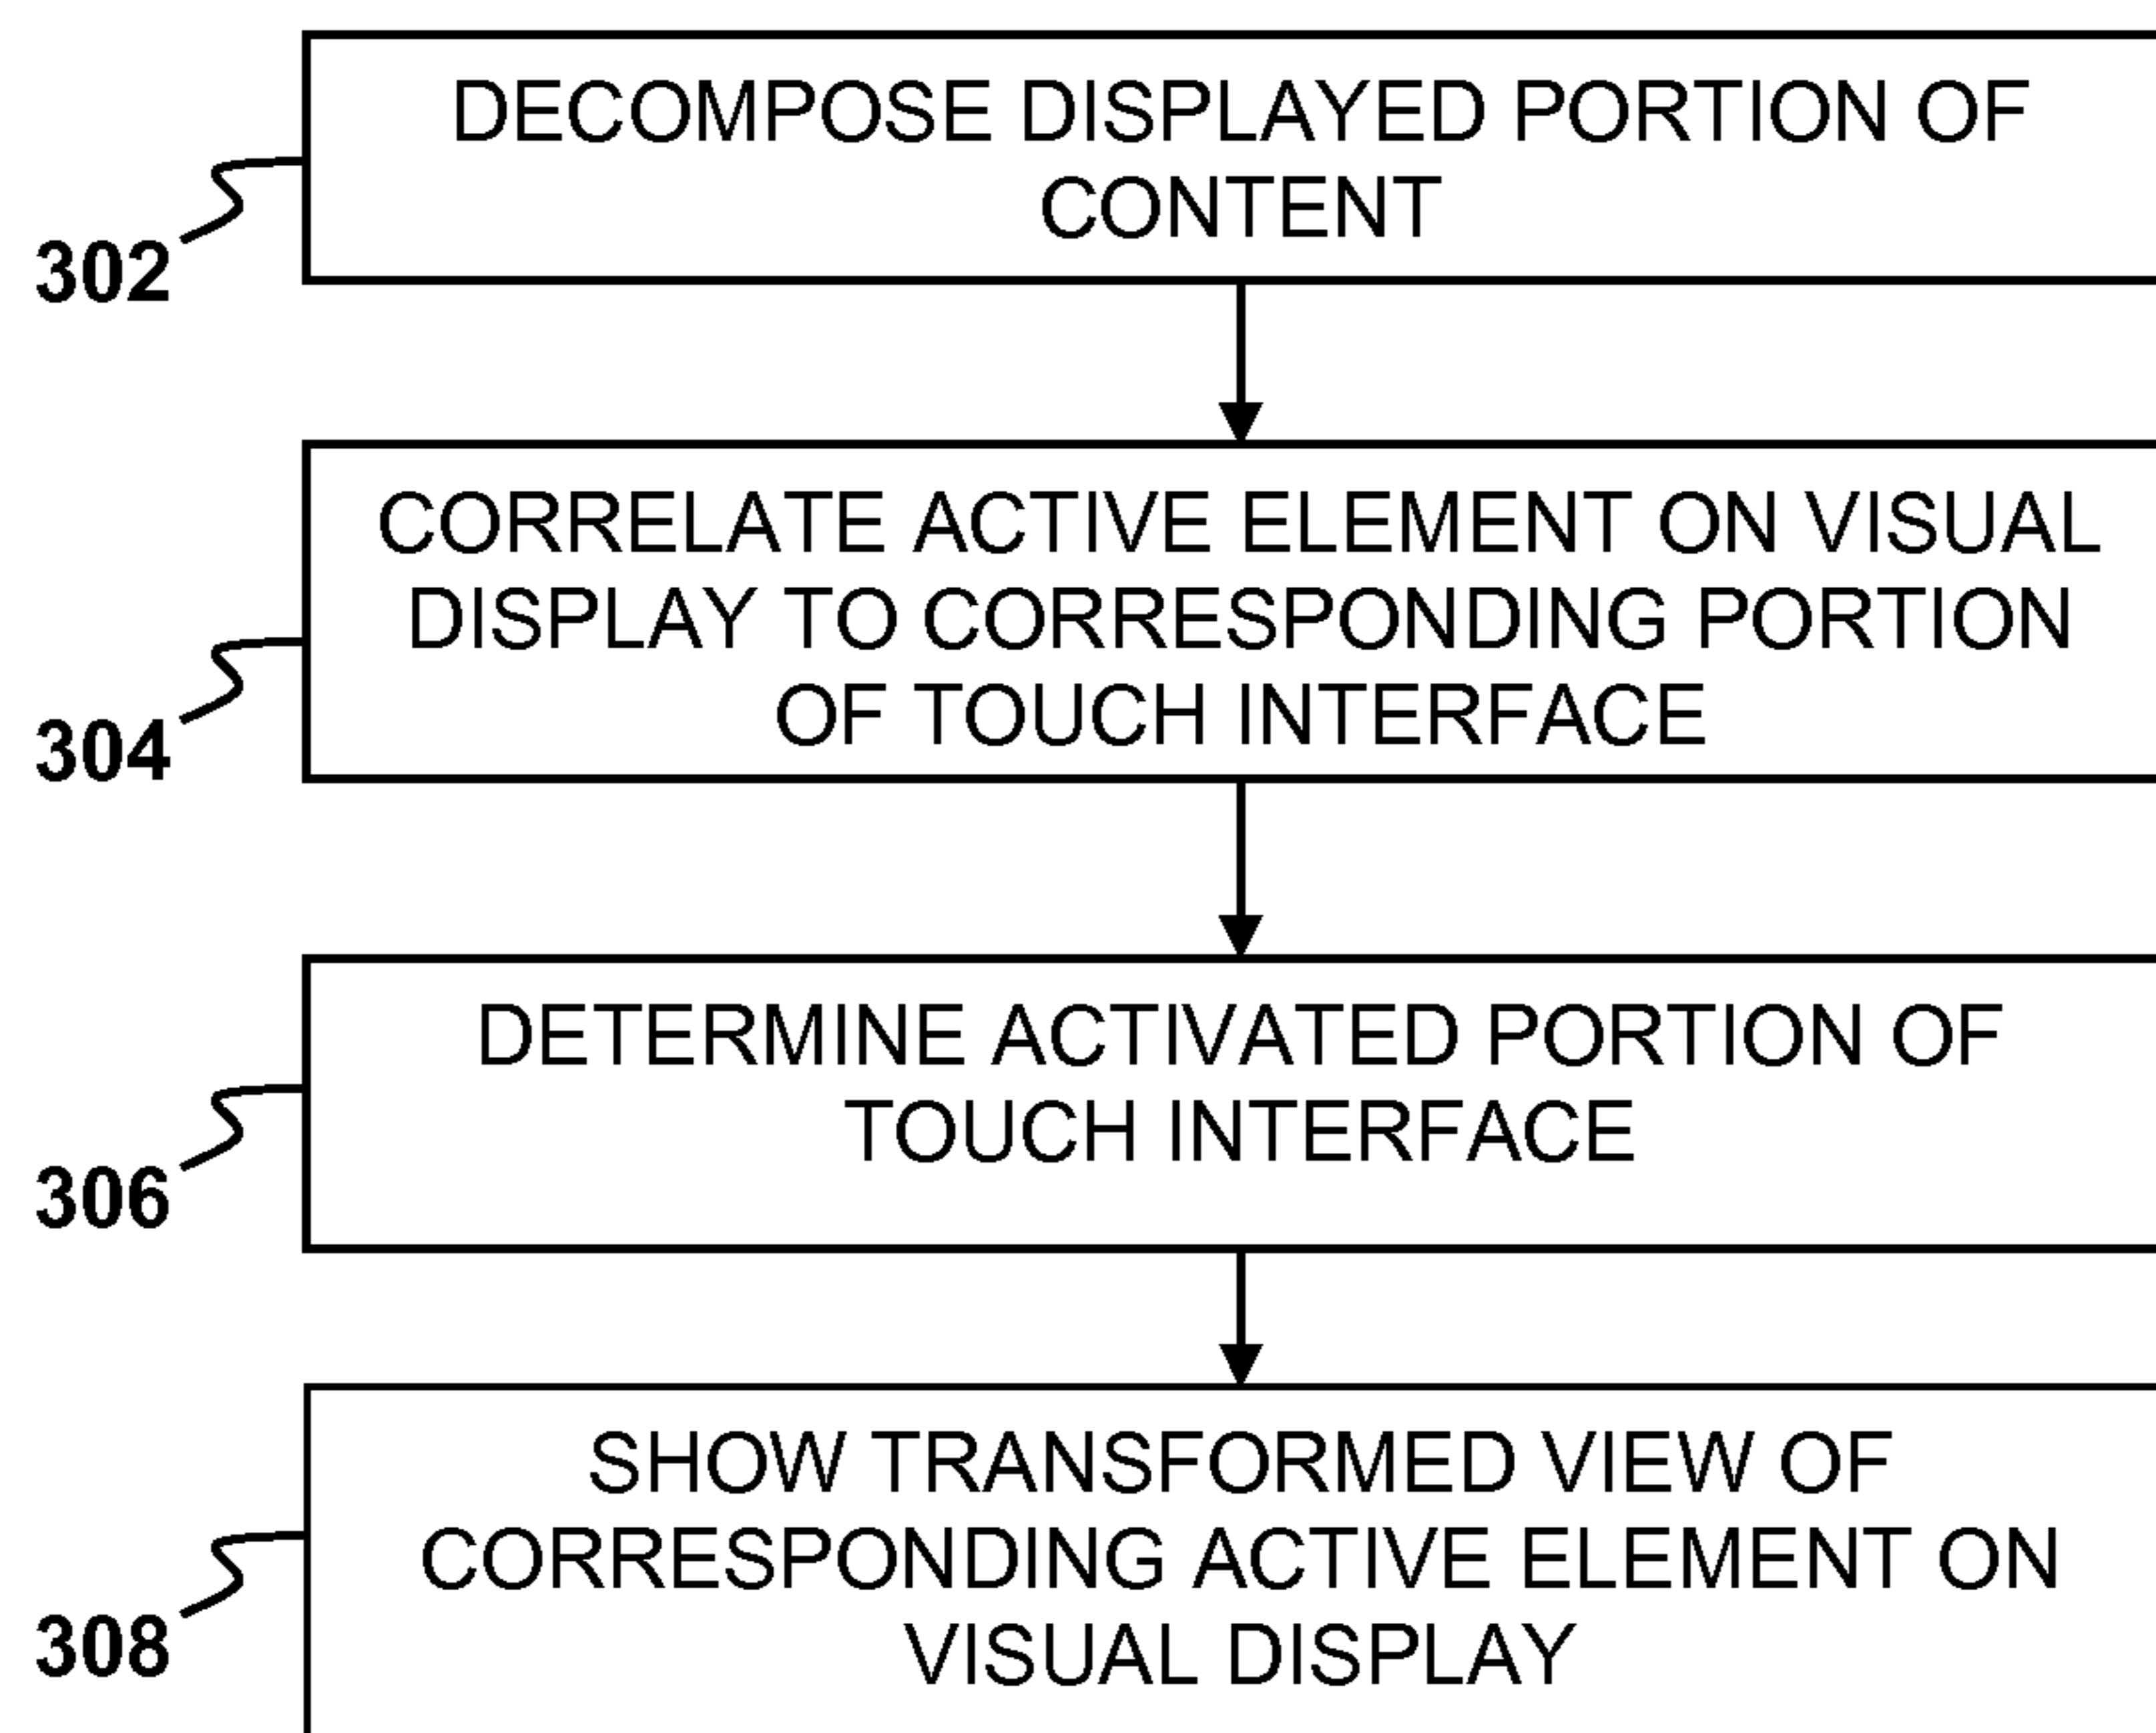 DECOMPOSE DISPLAYED PORTION OF
CONTENT
302
CORRELATE ACTIVE ELEMENT ON VISUAL
DISPLAY TO CORRESPONDING PORTION
OF TOUCH INTERFACE
304
DETERMINE ACTIVATED PORTION OF
TOUCH INTERFACE
306
SHOW TRANSFORMED VIEW OF
CORRESPONDING ACTIVE ELEMENT ON
VISUAL DISPLAY
308